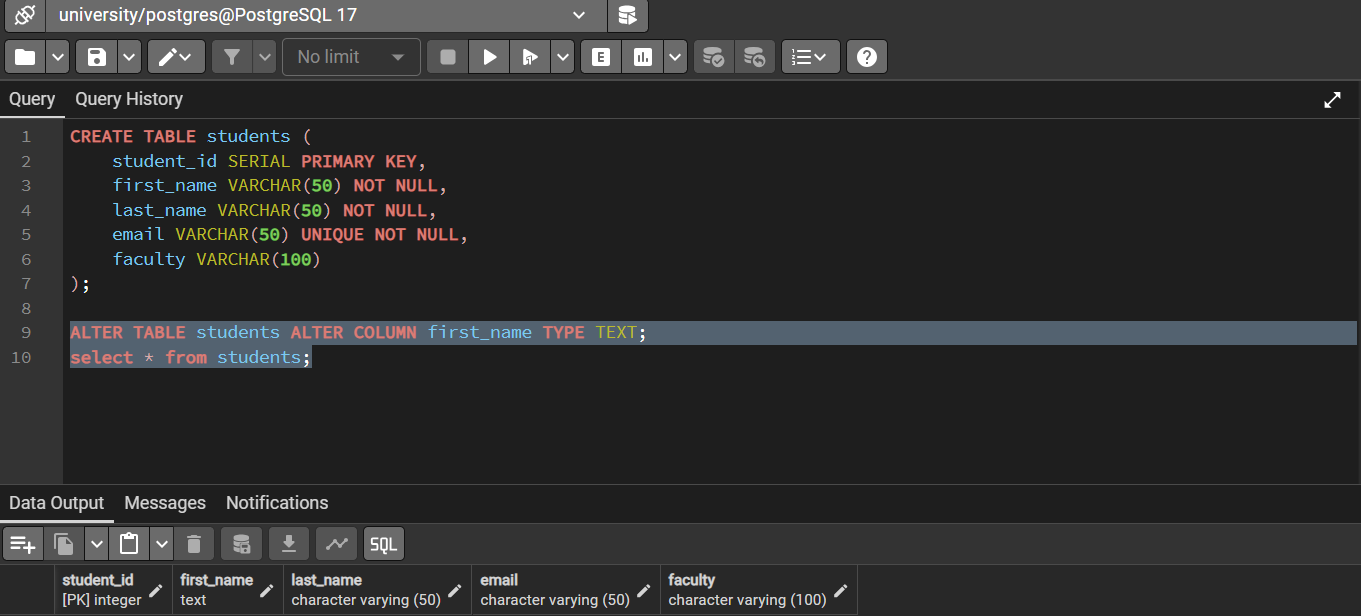 university/postgres@PostgreSQL 17
No limit
E
Query Query History
1 CREATE TABLE students (
2 student_id SERIAL PRIMARY KEY,
3 first_name VARCHAR(50) NOT NULL,
4 last_name VARCHAR(50) NOT NULL,
5 email VARCHAR(50) UNIQUE NOT NULL,
6 faculty VARCHAR(100)
7 );
8
9 ALTER TABLE students ALTER COLUMN first_name TYPE TEXT;
10 select * from students;
Data Output Messages Notifications
SQL
student_id first_name last_name email faculty
[PK] integer text character varying (50) character varying (50) character varying (100)